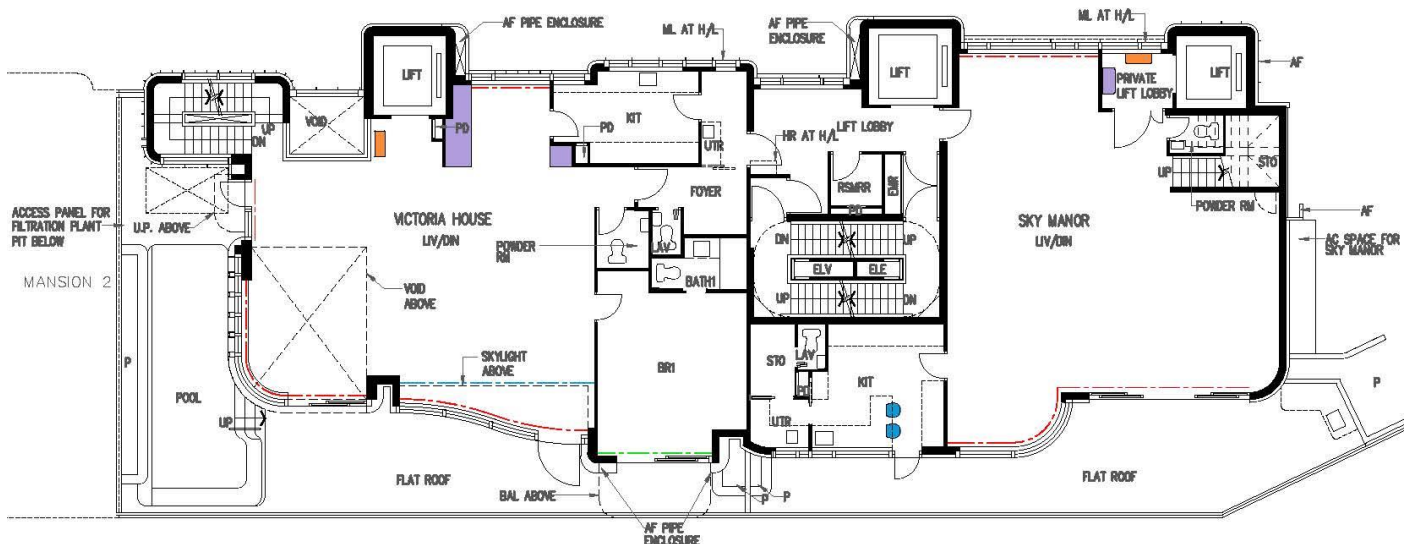 AF PIPE ENCLOSURE
ML AT H/L
AF PIPE
ENCLOSURE
ML AT H/L
LIFT
LIFT
PRIVATE
LIFT LOBBY
LIFT
AF
VOID
UP
DN
PD
KIT
PD
UTR
HR AT H/L
LIFT LOBBY
RSMRR
EMR
PD
STO
UP
POWDER RM
FOYER
ACCESS PANEL FOR
FILTRATION PLANT
PIT BELOW
U.P. ABOVE
VICTORIA HOUSE
LIV/DIN
POWDER
RM
LAV
BATH1
DN
UP
ELV
ELE
UP
DN
SKY MANOR
LIV/DIN
AF
AC SPACE FOR
SKY MANOR
MANSION 2
VOID
ABOVE
SKYLIGHT
ABOVE
BR1
STO
LAV
PD
KIT
UTR
P
POOL
UP
P
FLAT ROOF
BAL ABOVE
P
P
FLAT ROOF
AF PIPE
ENCLOSURE